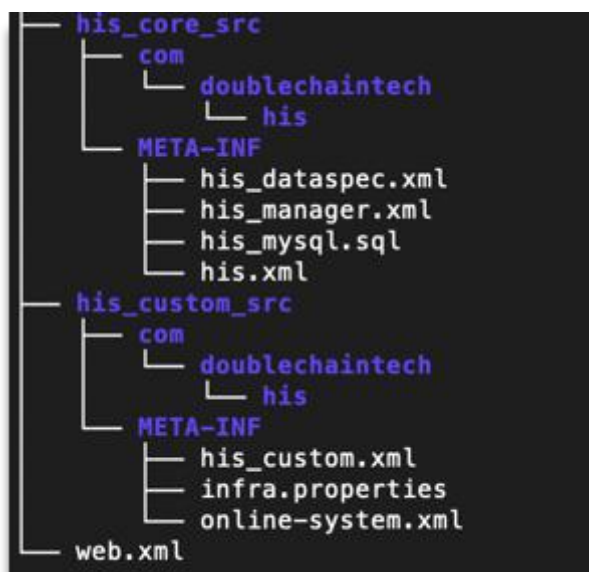 his_core_src
com
doublechaintech
his
META-INF
his_dataspec.xml
his_manager.xml
his_mysql.sql
his.xml
his_custom_src
com
doublechaintech
his
META-INF
his_custom.xml
infra.properties
online-system.xml
web.xml